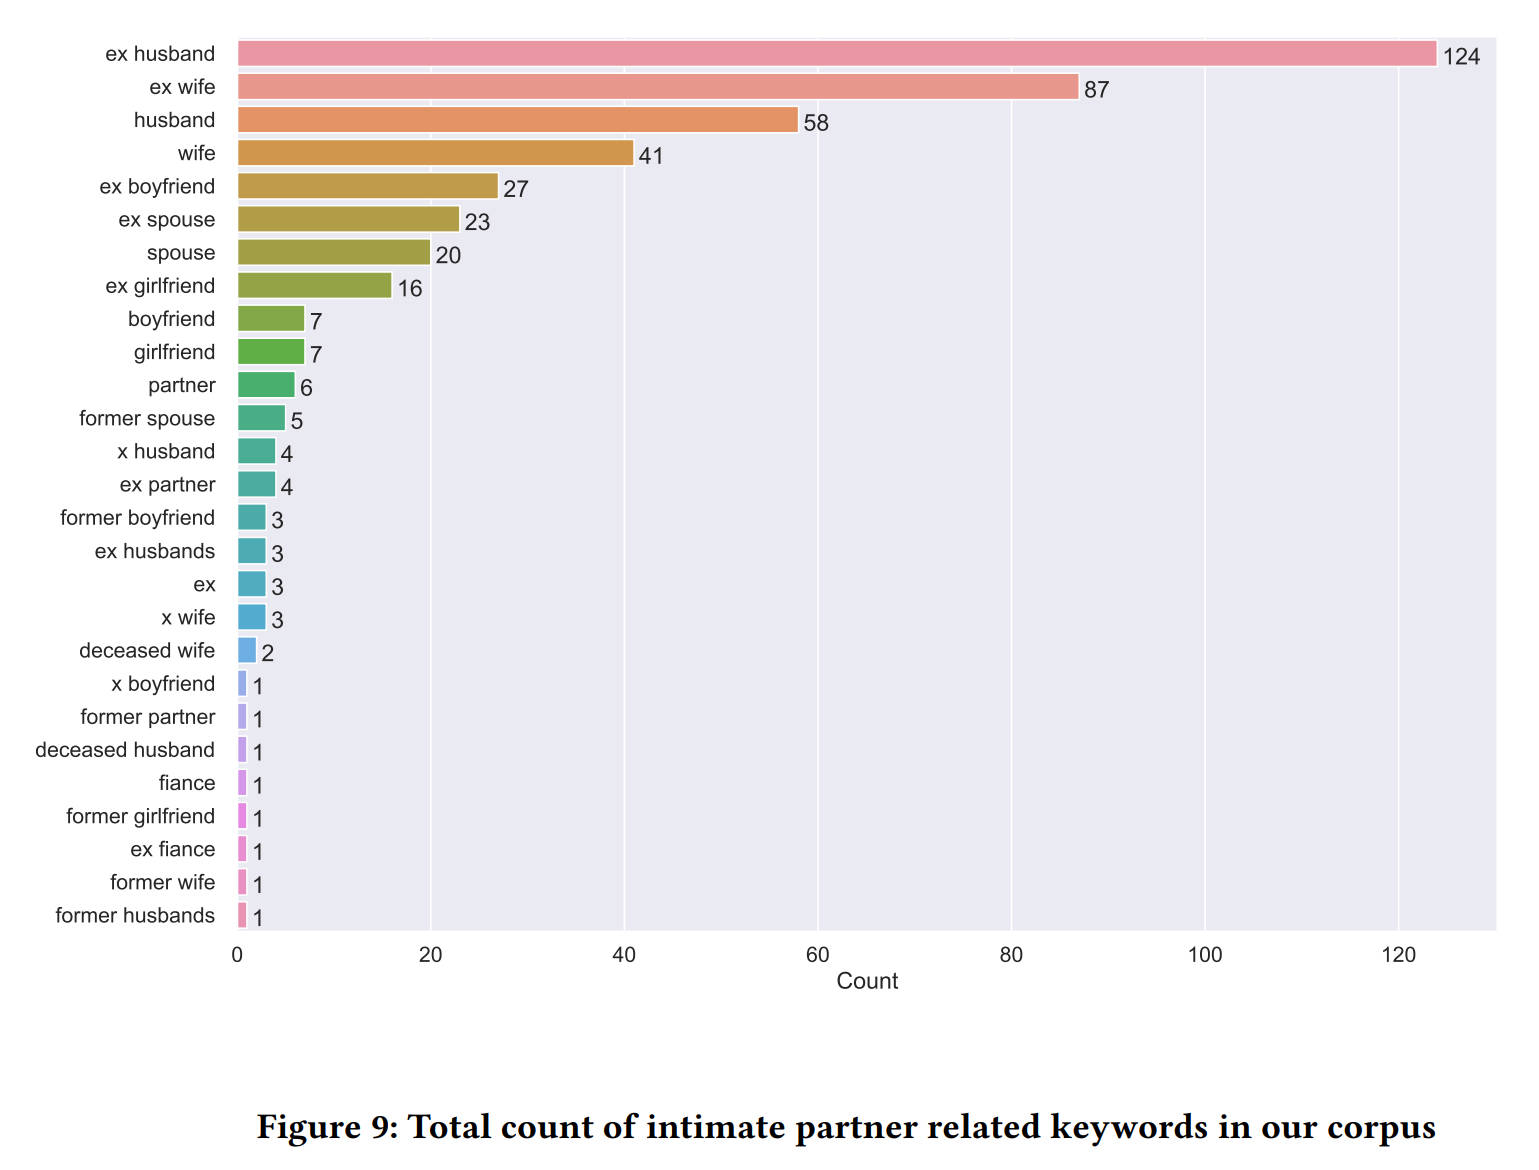 ex husband 124
ex wife 87
husband 58
wife 41
ex boyfriend 27
ex spouse 23
spouse 20
ex girlfriend 16
boyfriend 7
girlfriend 7
partner 6
former spouse 5
x husband 4
ex partner 4
former boyfriend 3
ex husbands 3
ex 3
x wife 3
deceased wife 2
x boyfriend 1
former partner 1
deceased husband 1
fiance 1
former girlfriend 1
ex fiance 1
former wife 1
former husbands 1
0 20 40 60 80 100 120
Count
Figure 9: Total count of intimate partner related keywords in our corpus